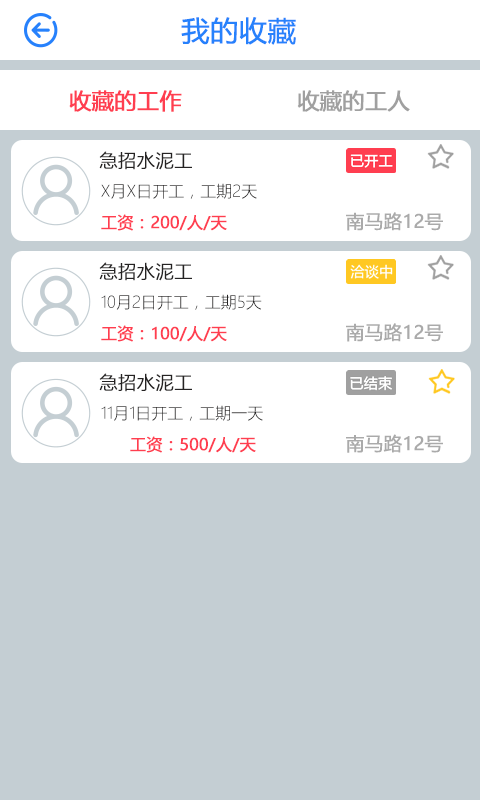 我的收藏
收藏的工作 收藏的工人
急招水泥工 已开工
X月X日开工，工期2天
工资：200/人/天 南马路12号
急招水泥工 洽谈中
10月2日开工，工期5天
工资：100/人/天 南马路12号
急招水泥工 已结束
11月1日开工，工期一天
工资：500/人/天 南马路12号